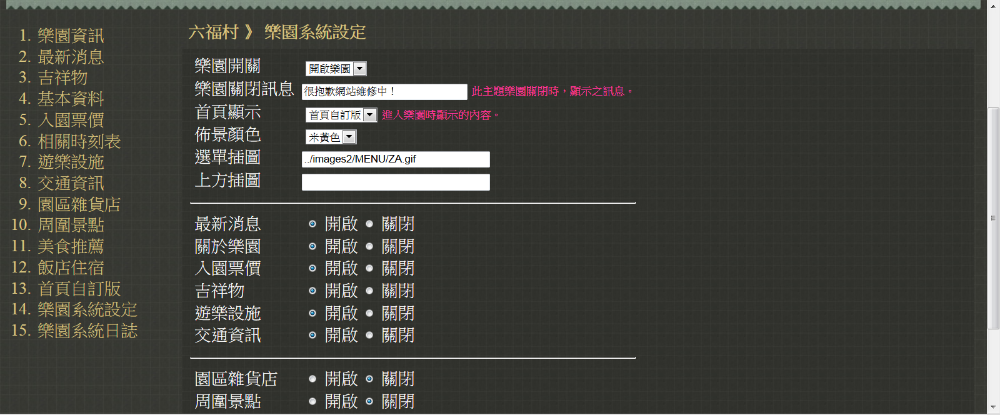 1. 樂園資訊
2. 最新消息
3. 吉祥物
4. 基本資料
5. 入園票價
6. 相關時刻表
7. 遊樂設施
8. 交通資訊
9. 園區雜貨店
10. 周圍景點
11. 美食推薦
12. 飯店住宿
13. 首頁自訂版
14. 樂園系統設定
15. 樂園系統日誌
六福村 》 樂園系統設定
樂園開關 開啟樂園
樂園關閉訊息 很抱歉網站維修中！ 此主題樂園關閉時，顯示之訊息。
首頁顯示 首頁自訂版 進入樂園時顯示的內容。
佈景顏色 米黃色
選單插圖 ../images2/MENU/ZA.gif
上方插圖
最新消息 開啟 關閉
關於樂園 開啟 關閉
入園票價 開啟 關閉
吉祥物 開啟 關閉
遊樂設施 開啟 關閉
交通資訊 開啟 關閉
園區雜貨店 開啟 關閉
周圍景點 開啟 關閉